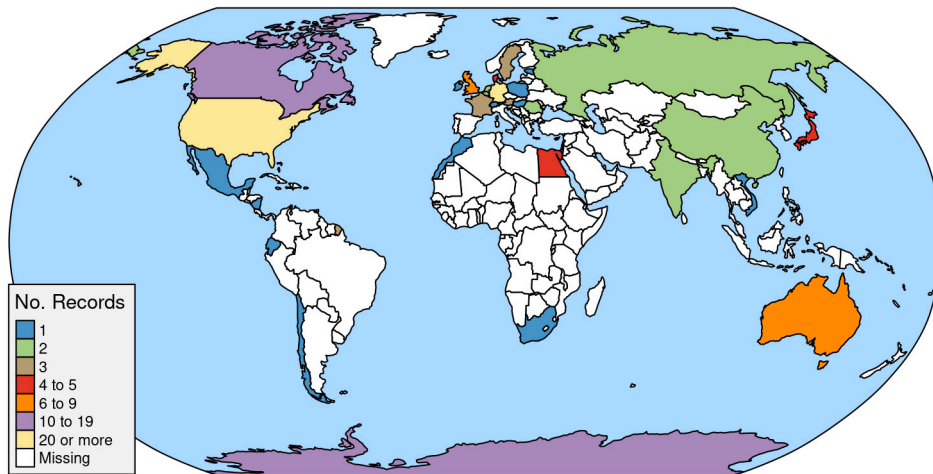 No. Records
1
2
3
4 to 5
6 to 9
10 to 19
20 or more
Missing